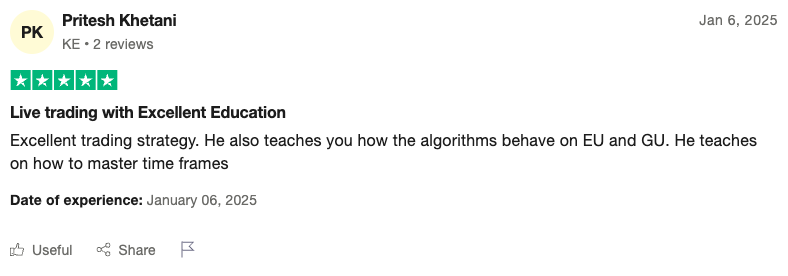 PK
Pritesh Khetani
Jan 6, 2025
KE • 2 reviews
Live trading with Excellent Education
Excellent trading strategy. He also teaches you how the algorithms behave on EU and GU. He teaches
on how to master time frames
Date of experience: January 06, 2025
Useful
Share